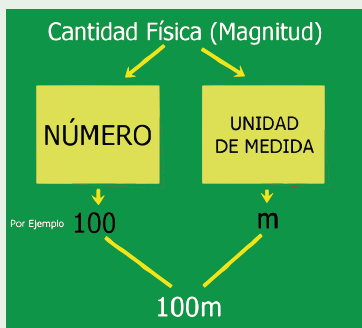 Cantidad Física (Magnitud)
NÚMERO
UNIDAD
DE MEDIDA
Por Ejemplo 100
m
100m